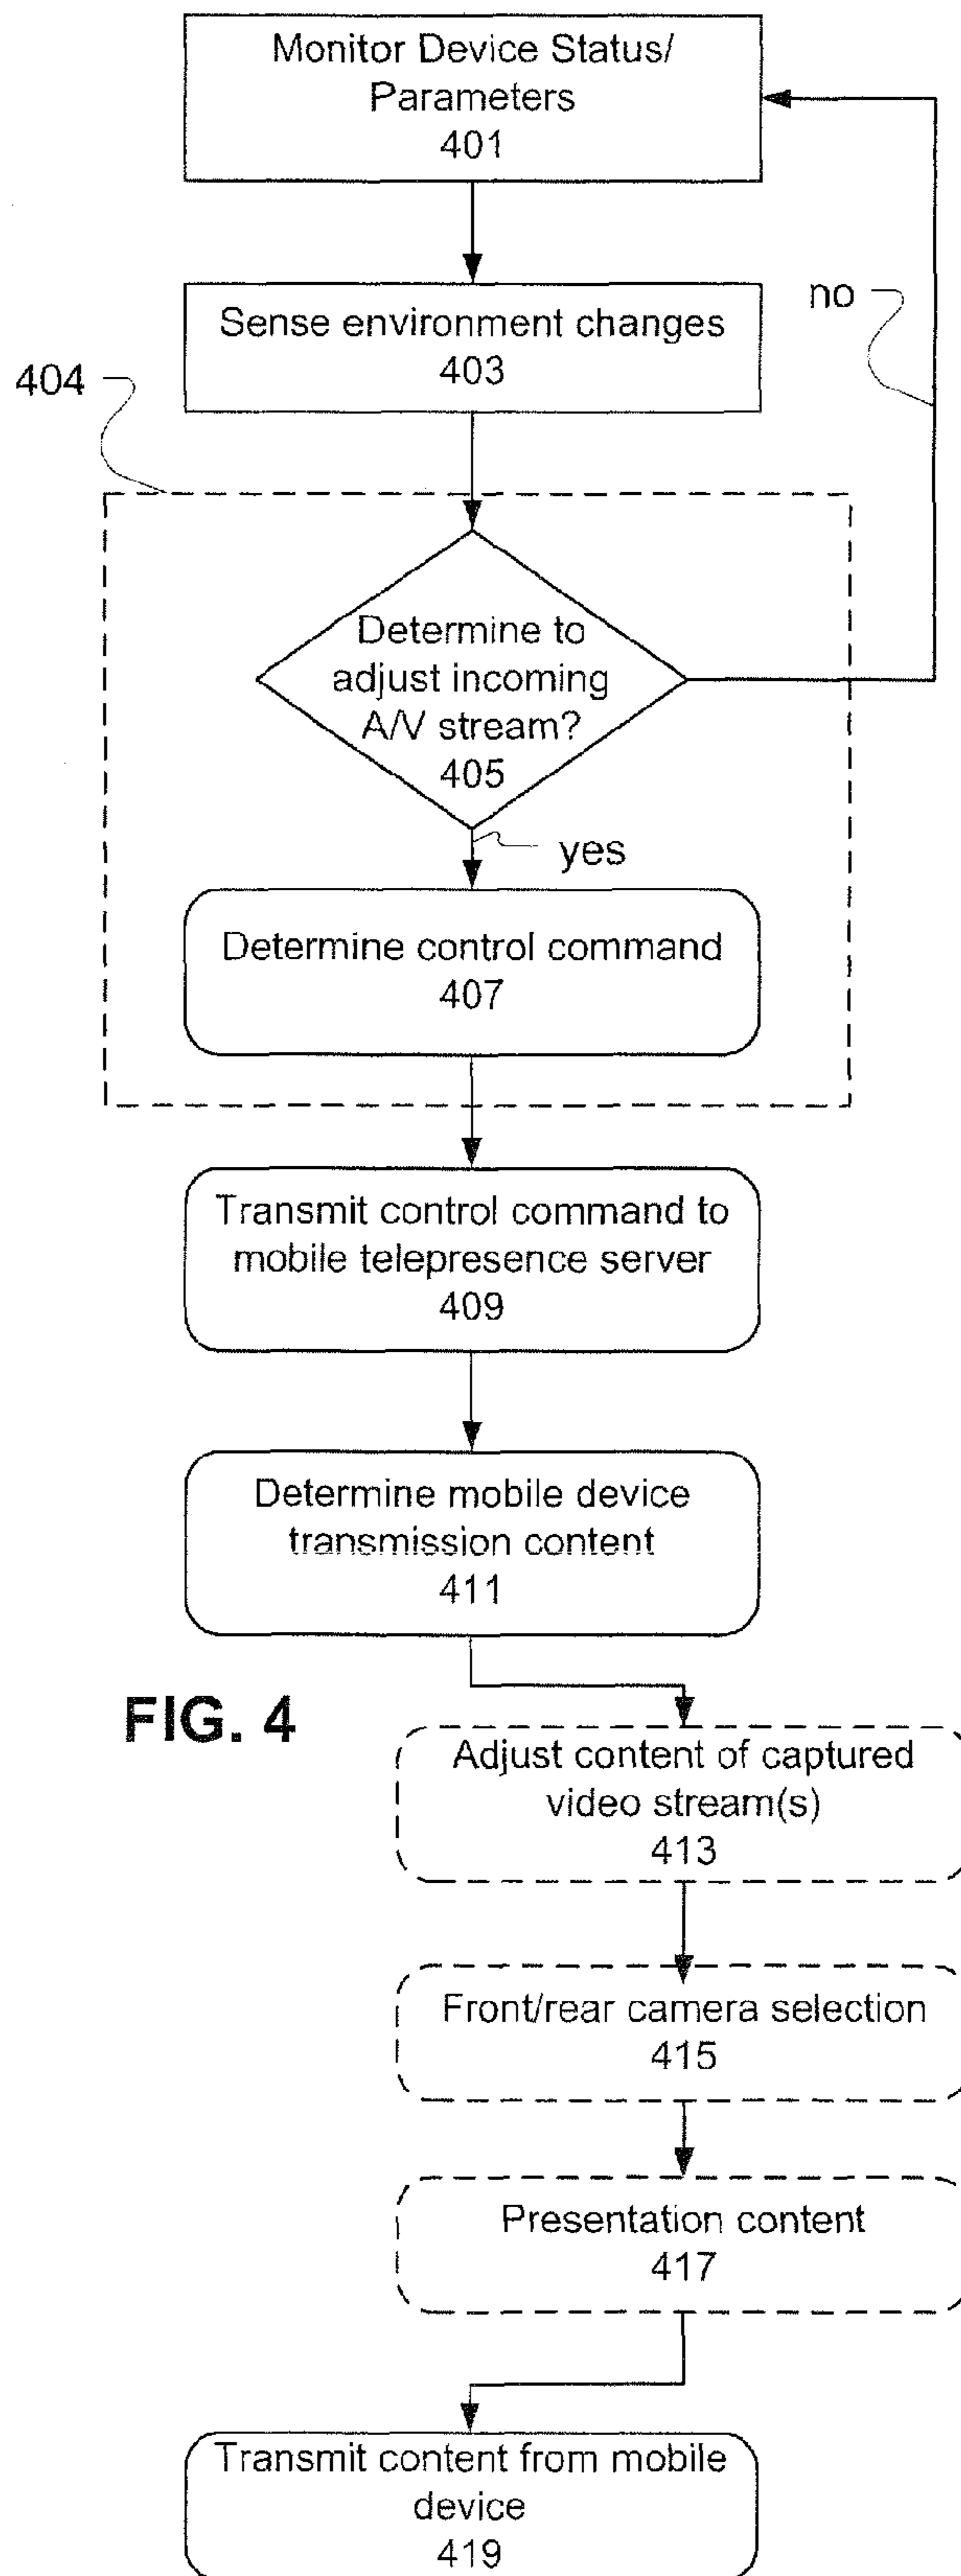 Monitor Device Status/
Parameters
401
Sense environment changes
403
no
404
Determine to
adjust incoming
A/V stream?
405
yes
Determine control command
407
Transmit control command to
mobile telepresence server
409
Determine mobile device
transmission content
411
FIG. 4
Adjust content of captured
video stream(s)
413
Front/rear camera selection
415
Presentation content
417
Transmit content from mobile
device
419